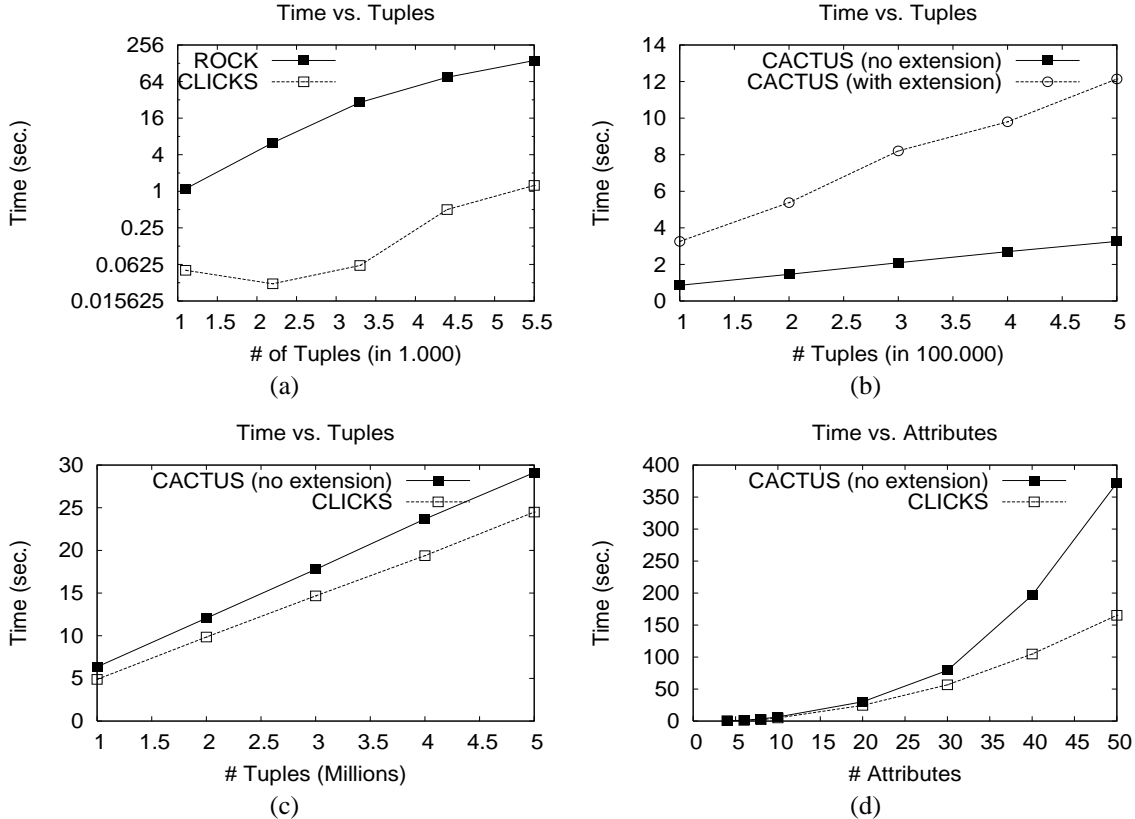 Time vs. Tuples
256
64
16
4
1
0.25
0.0625
0.015625
Time (sec.)
ROCK
CLICKS
1 1.5 2 2.5 3 3.5 4 4.5 5 5.5
# of Tuples (in 1.000)
(a)
Time vs. Tuples
14
12
10
8
6
4
2
0
Time (sec.)
CACTUS (no extension)
CACTUS (with extension)
1 1.5 2 2.5 3 3.5 4 4.5 5
# Tuples (in 100.000)
(b)
Time vs. Tuples
30
25
20
15
10
5
0
Time (sec.)
CACTUS (no extension)
CLICKS
1 1.5 2 2.5 3 3.5 4 4.5 5
# Tuples (Millions)
(c)
Time vs. Attributes
400
350
300
250
200
150
100
50
0
Time (sec.)
CACTUS (no extension)
CLICKS
0 5 10 15 20 25 30 35 40 45 50
# Attributes
(d)